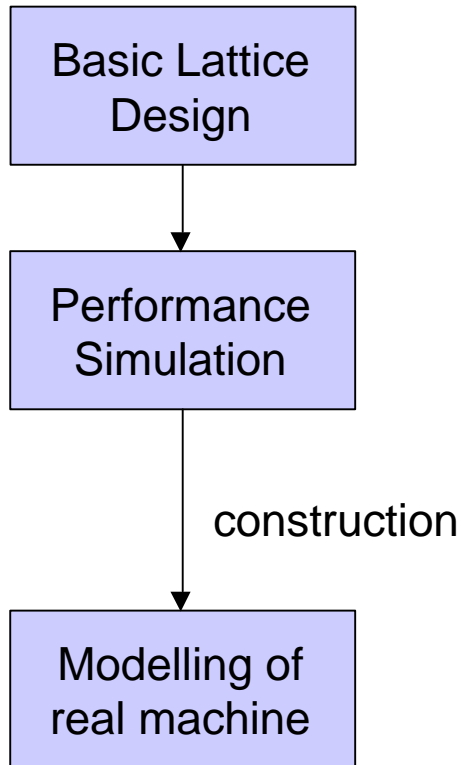 Basic Lattice
Design
Performance
Simulation
construction
Modelling of
real machine